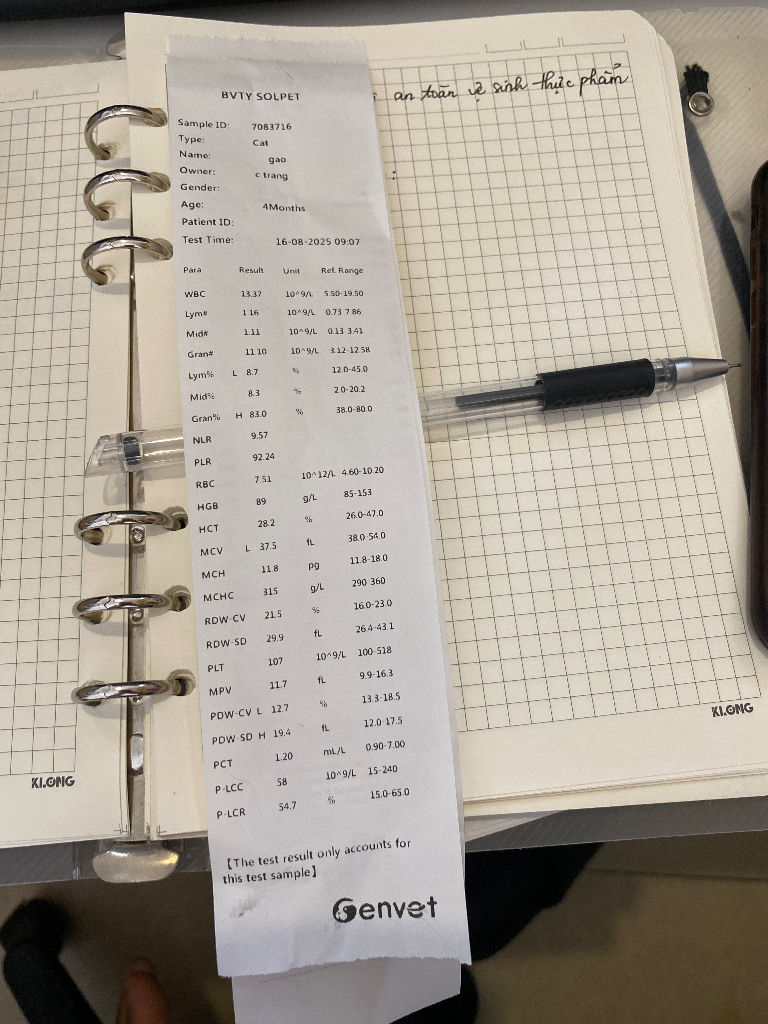 BVTY SOLPET
Sample ID: 7083716
Type: Cat
Name: gao
Owner: c trang
Gender:
Age: 4Months
Patient ID:
Test Time: 16-08-2025 09:07
Para Result Unit Ref. Range
WBC 13.37 10^9/L 5.50-19.50
Lym# 1.16 10^9/L 0.73-7.86
Mid# 1.11 10^9/L 0.13-3.41
Gran# 11.10 10^9/L 3.12-12.58
Lym% L 8.7 % 12.0-45.0
Mid% 8.3 % 2.0-20.2
Gran% H 83.0 % 38.0-80.0
NLR 9.57
PLR 92.24
RBC 7.51 10^12/L 4.60-10.20
HGB 89 g/L 85-153
HCT 28.2 % 26.0-47.0
MCV L 37.5 fL 38.0-54.0
MCH 11.8 pg 11.8-18.0
MCHC 315 g/L 290-360
RDW-CV 21.5 % 16.0-23.0
RDW-SD 29.9 fL 26.4-43.1
PLT 107 10^9/L 100-518
MPV 11.7 fL 9.9-16.3
PDW-CV L 12.7 % 13.3-18.5
PDW-SD H 19.4 fL 12.0-17.5
PCT 1.20 mL/L 0.90-7.00
P-LCC 58 10^9/L 15-240
P-LCR 54.7 % 15.0-65.0
【The test result only accounts for
this test sample】
Genvet
an toàn vệ sinh thực phẩm
KLONG
KLONG